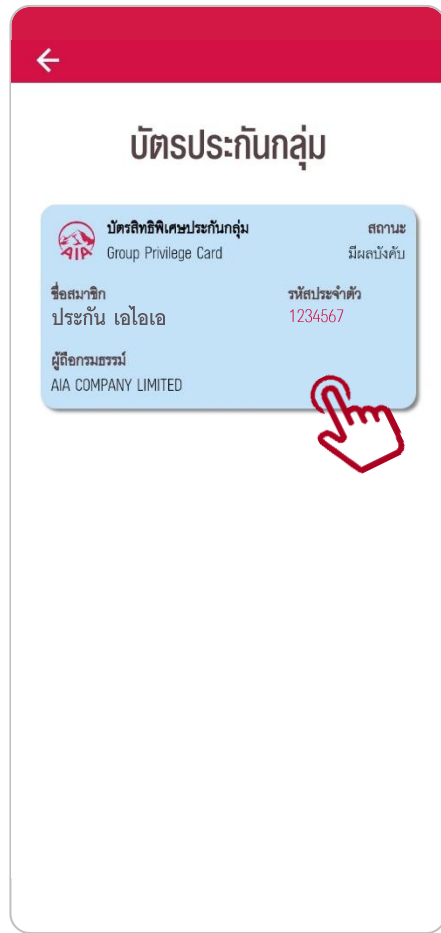 บัตรประกันกลุ่ม
บัตรสิทธิพิเศษประกันกลุ่ม สถานะ
AIA Group Privilege Card มีผลบังคับ
ชื่อสมาชิก รหัสประจำตัว
ประกัน เอไอเอ 1234567
ผู้ถือกรมธรรม์
AIA COMPANY LIMITED